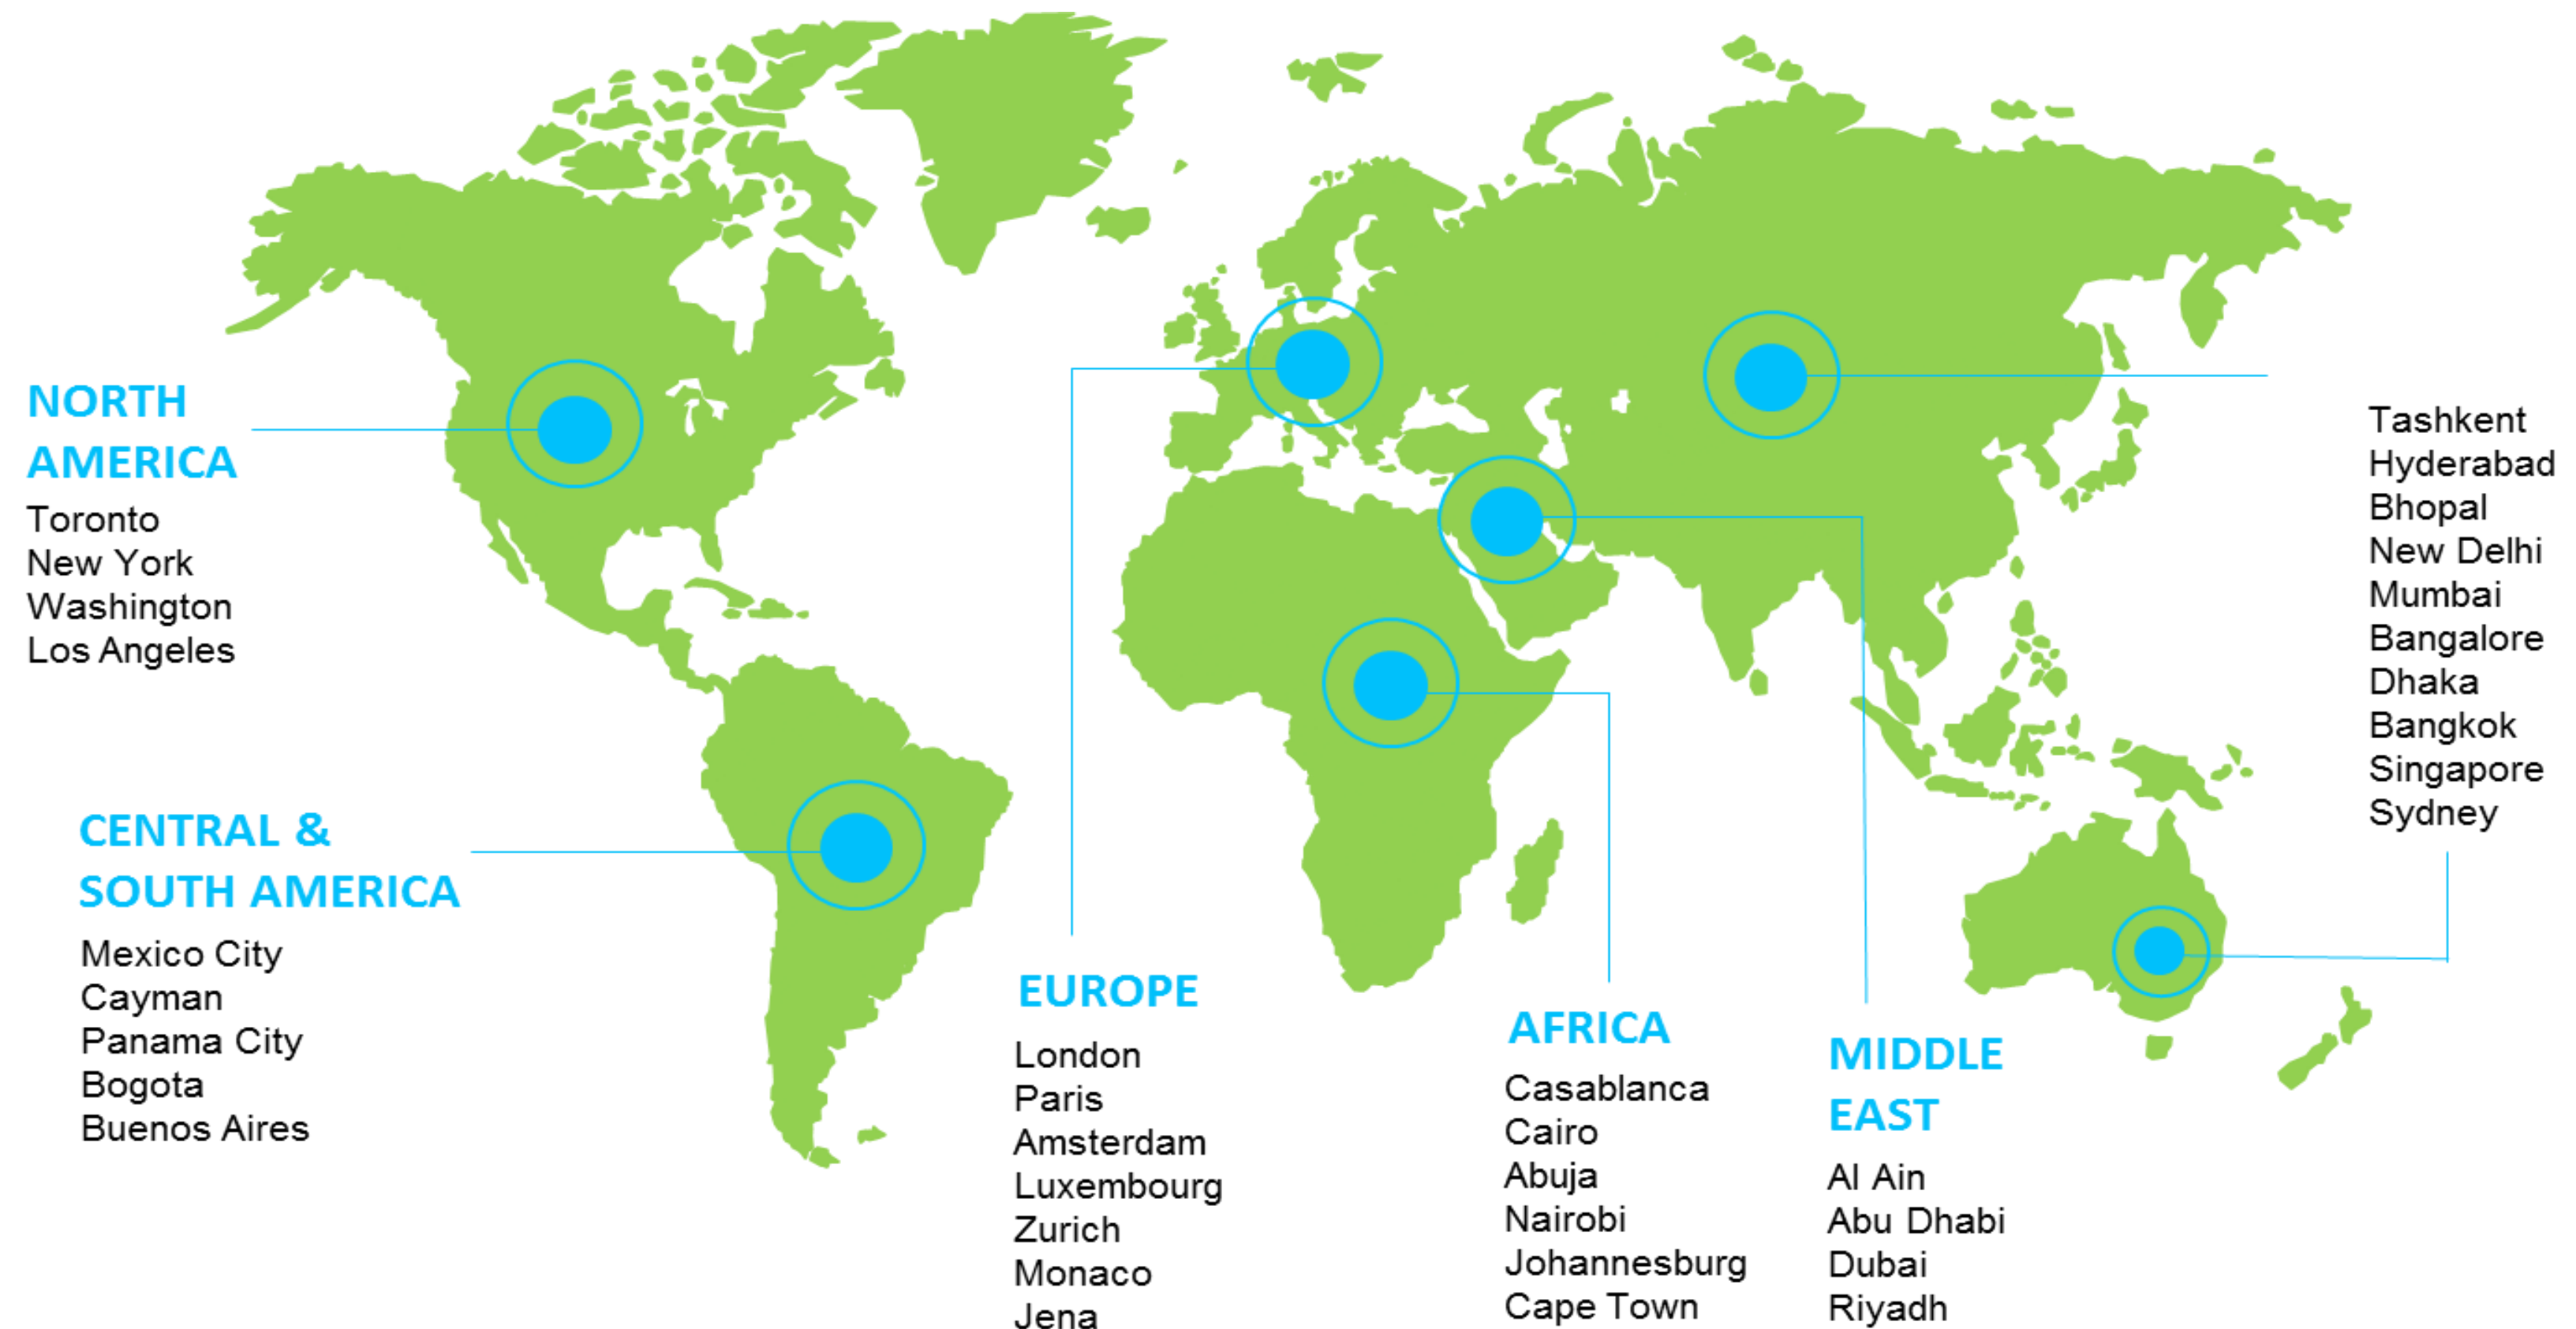 NORTH
AMERICA
Toronto
New York
Washington
Los Angeles
CENTRAL &
SOUTH AMERICA
Mexico City
Cayman
Panama City
Bogota
Buenos Aires
EUROPE
London
Paris
Amsterdam
Luxembourg
Zurich
Monaco
Jena
AFRICA
Casablanca
Cairo
Abuja
Nairobi
Johannesburg
Cape Town
MIDDLE
EAST
Al Ain
Abu Dhabi
Dubai
Riyadh
Tashkent
Hyderabad
Bhopal
New Delhi
Mumbai
Bangalore
Dhaka
Bangkok
Singapore
Sydney